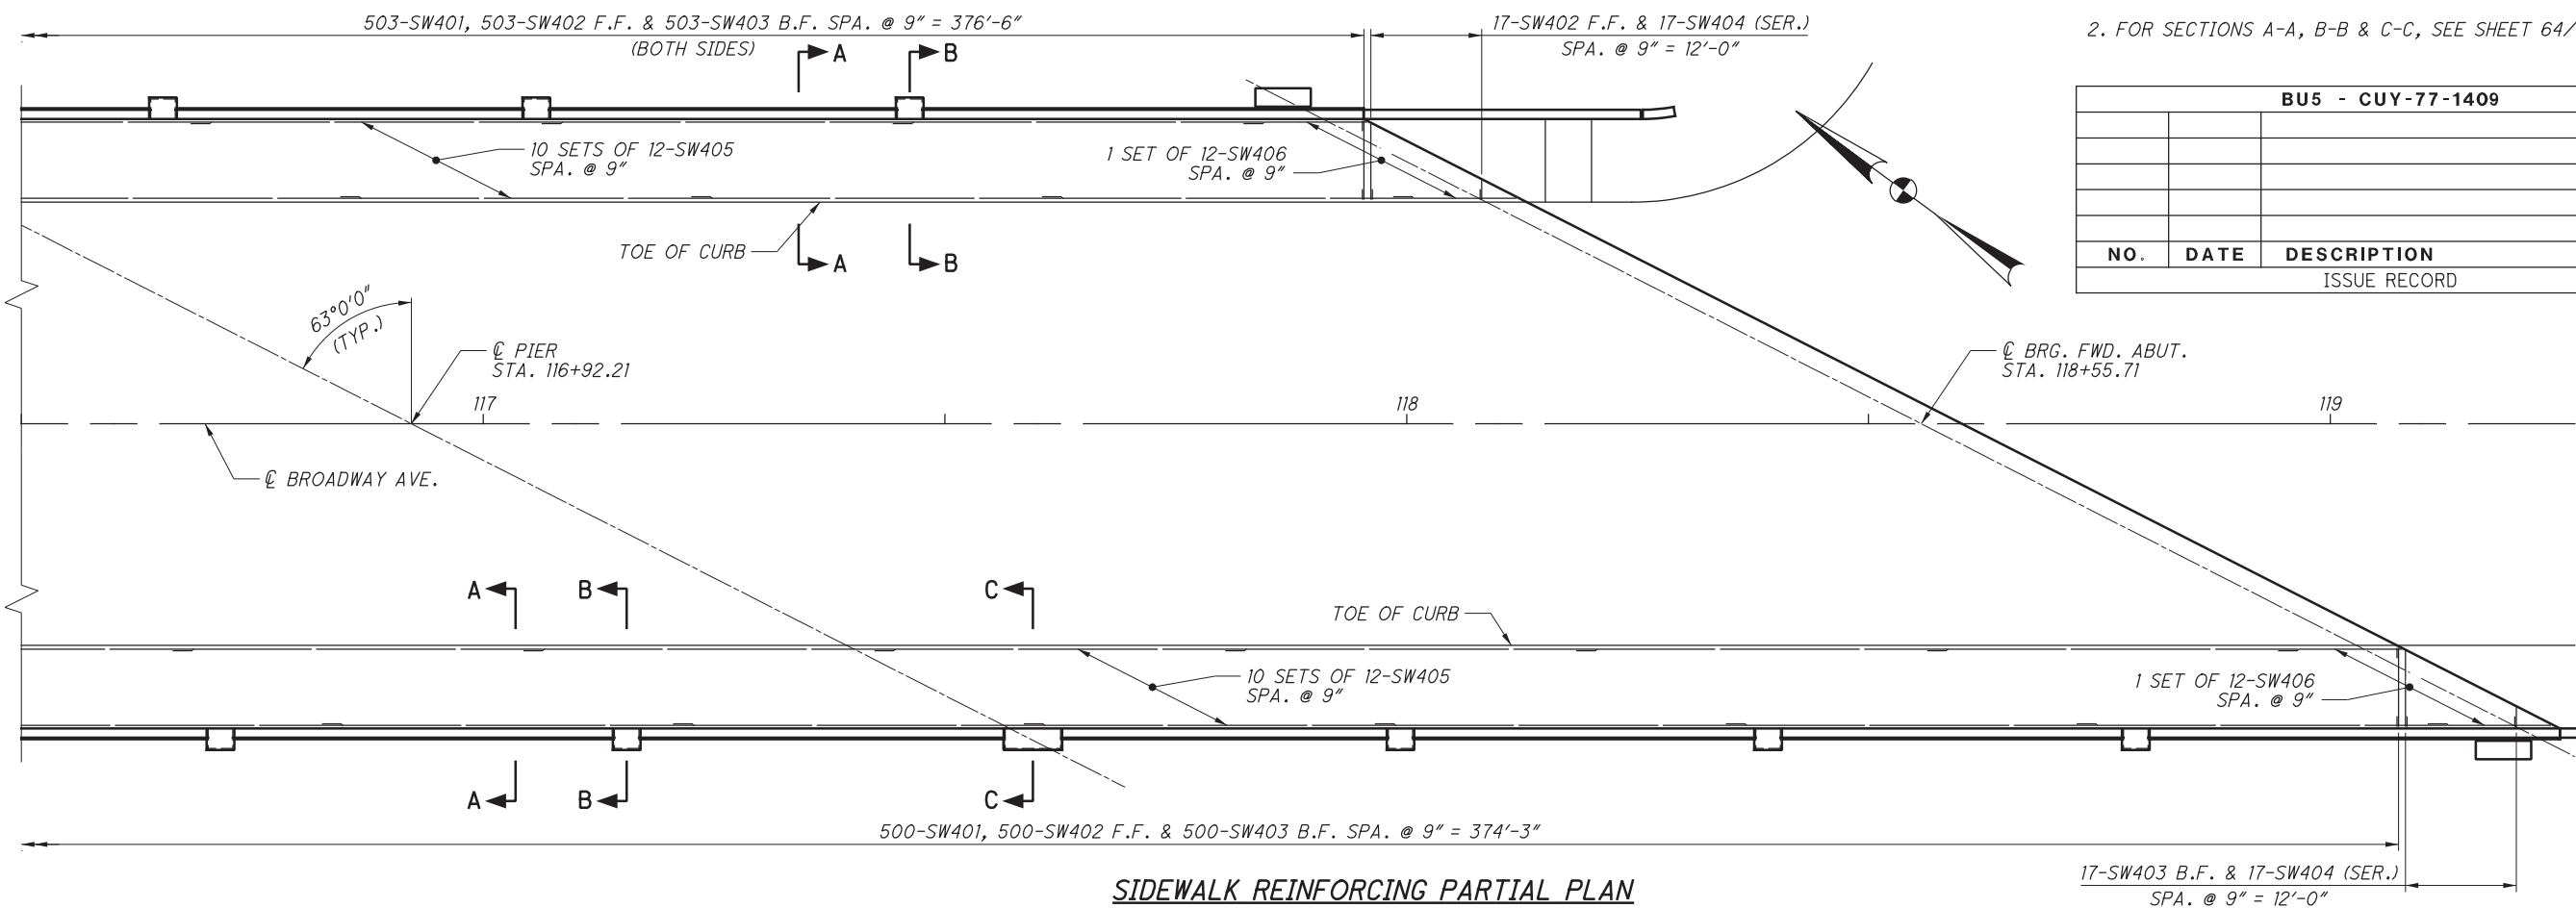 503-SW401, 503-SW402 F.F. & 503-SW403 B.F. SPA. @ 9" = 376'-6"
(BOTH SIDES)
17-SW402 F.F. & 17-SW404 (SER.)
SPA. @ 9" = 12'-0"
2. FOR SECTIONS A-A, B-B & C-C, SEE SHEET 64/
A
B
BU5 - CUY-77-1409
NO. DATE DESCRIPTION
ISSUE RECORD
10 SETS OF 12-SW405
SPA. @ 9"
1 SET OF 12-SW406
SPA. @ 9"
TOE OF CURB
A
B
63°0'0"
(TYP.)
℄ PIER
STA. 116+92.21
℄ BRG. FWD. ABUT.
STA. 118+55.71
117
118
119
℄ BROADWAY AVE.
A
B
C
TOE OF CURB
10 SETS OF 12-SW405
SPA. @ 9"
1 SET OF 12-SW406
SPA. @ 9"
A
B
C
500-SW401, 500-SW402 F.F. & 500-SW403 B.F. SPA. @ 9" = 374'-3"
17-SW403 B.F. & 17-SW404 (SER.)
SPA. @ 9" = 12'-0"
SIDEWALK REINFORCING PARTIAL PLAN